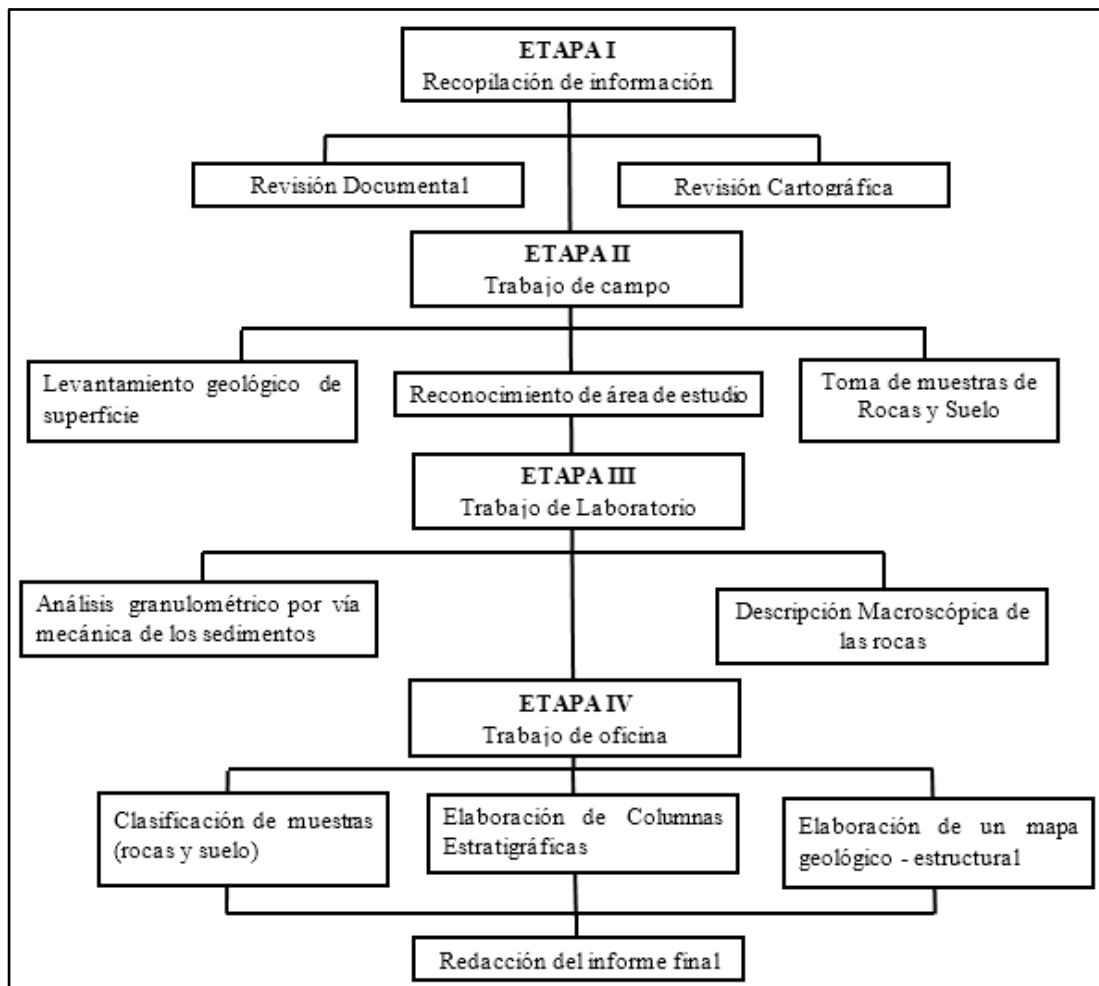 ETAPA I
Recopilación de información
Revisión Documental
Revisión Cartográfica
ETAPA II
Trabajo de campo
Levantamiento geológico de
superficie
Reconocimiento de área de estudio
Toma de muestras de
Rocas y Suelo
ETAPA III
Trabajo de Laboratorio
Análisis granulométrico por vía
mecánica de los sedimentos
Descripción Macroscópica de
las rocas
ETAPA IV
Trabajo de oficina
Clasificación de muestras
(rocas y suelo)
Elaboración de Columnas
Estratigráficas
Elaboración de un mapa
geológico - estructural
Redacción del informe final